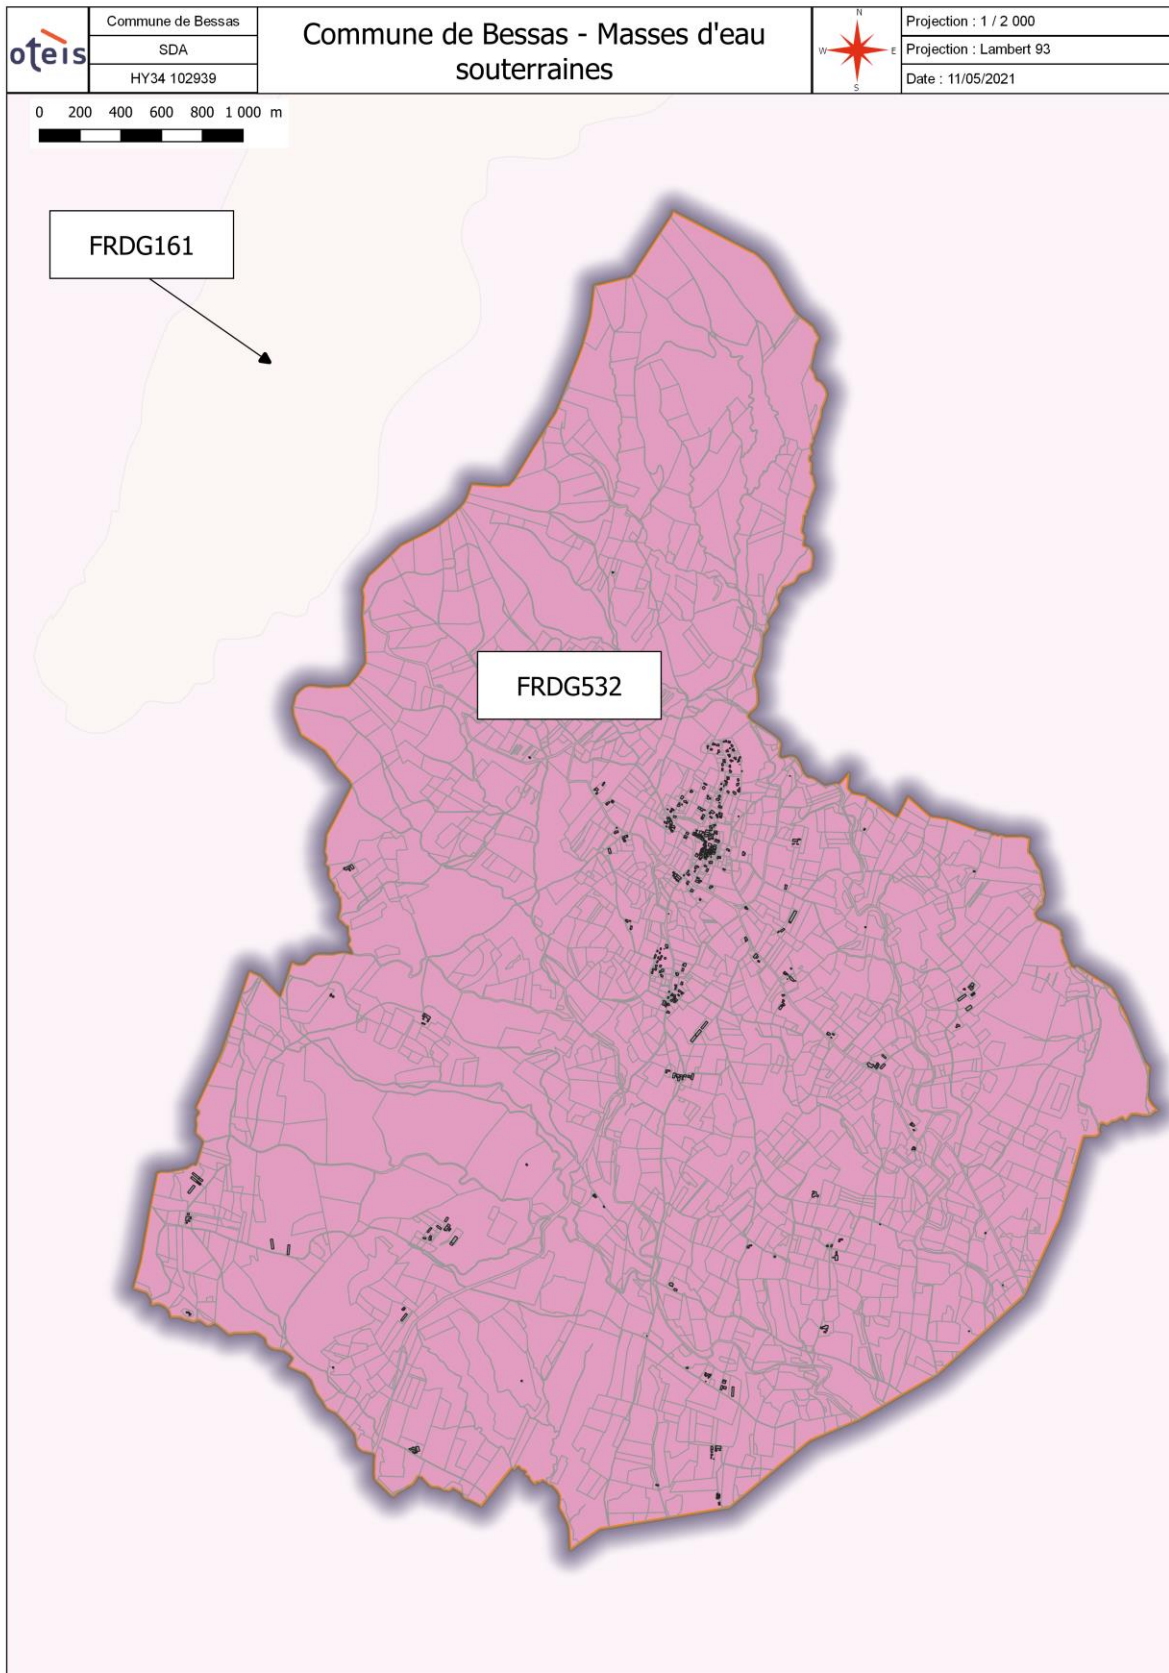 oteis
Commune de Bessas
SDA
HY34 102939
Commune de Bessas - Masses d'eau
souterraines
N
W
E
S
Projection : 1 / 2 000
Projection : Lambert 93
Date : 11/05/2021
0 200 400 600 800 1 000 m
FRDG161
FRDG532